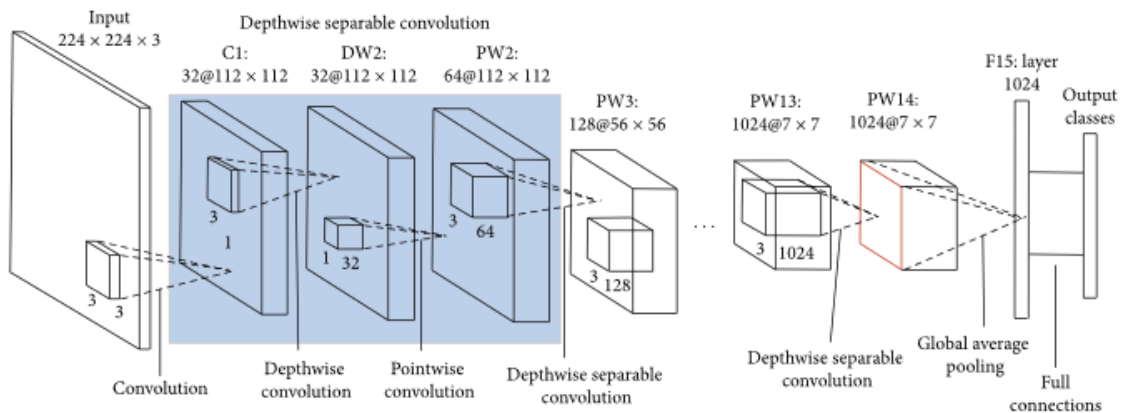 Input
224 × 224 × 3
Depthwise separable convolution
C1:
32@112 × 112
DW2:
32@112 × 112
PW2:
64@112 × 112
PW3:
128@56 × 56
PW13:
1024@7 × 7
PW14:
1024@7 × 7
F15: layer
1024
Output
classes
3
3
3
1
1
32
3
64
3
128
...
3
1024
Convolution
Depthwise
convolution
Pointwise
convolution
Depthwise separable
convolution
Depthwise separable
convolution
Global average
pooling
Full
connections